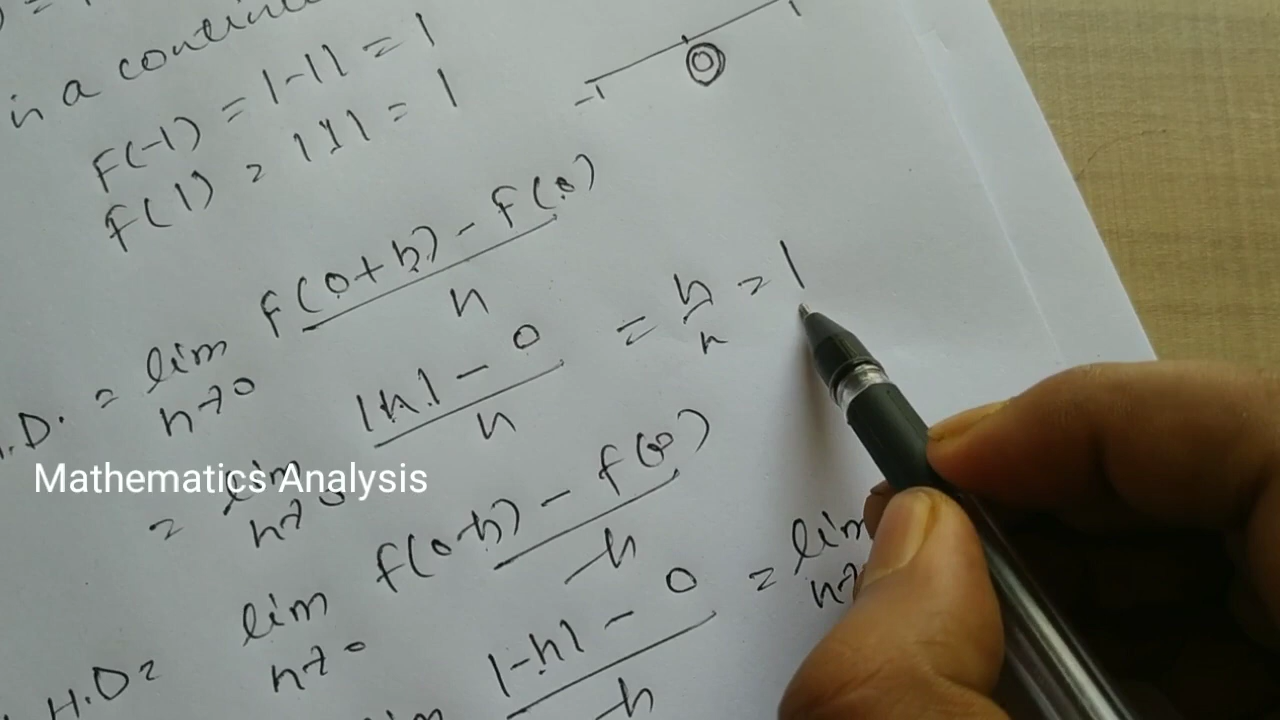 is a
F(-1) = |-1| = 1
f(1) = |1| = 1
-1 0 1
.D. = lim h→0 f(0+h) - f(0) / h
= lim h→0 |h| - 0 / h = h/h = 1
H.D = lim h→0 f(0-h) - f(0) / -h
|-h| - 0 / -h = lim
Mathematics Analysis